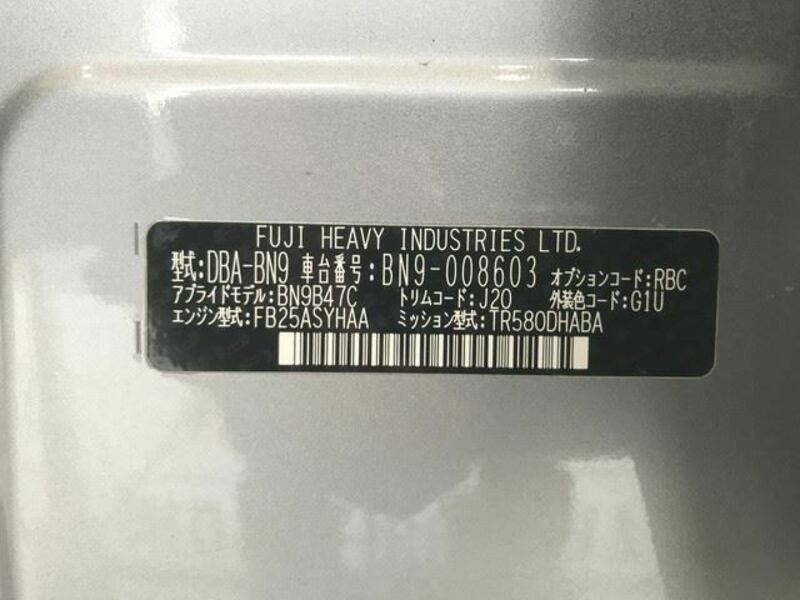 FUJI HEAVY INDUSTRIES LTD.
型式:DBA-BN9 車台番号:BN9-008603 オプションコード:RBC
アプライドモデル:BN9B47C トリムコード:J20 外装色コード:G1U
エンジン型式:FB25ASYHAA ミッション型式:TR580DHABA